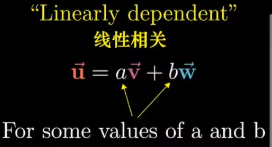 “Linearly dependent”
线性相关
u⃗ = av⃗ + bw⃗
For some values of a and b